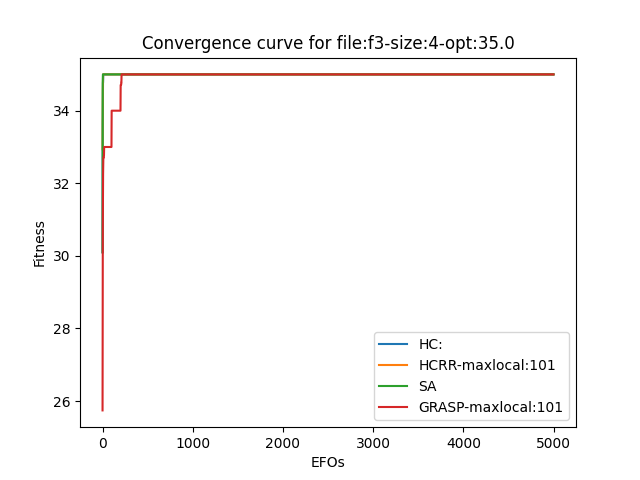 Convergence curve for file:f3-size:4-opt:35.0
34
32
30
28
26
Fitness
0 1000 2000 3000 4000 5000
EFOs
HC:
HCRR-maxlocal:101
SA
GRASP-maxlocal:101